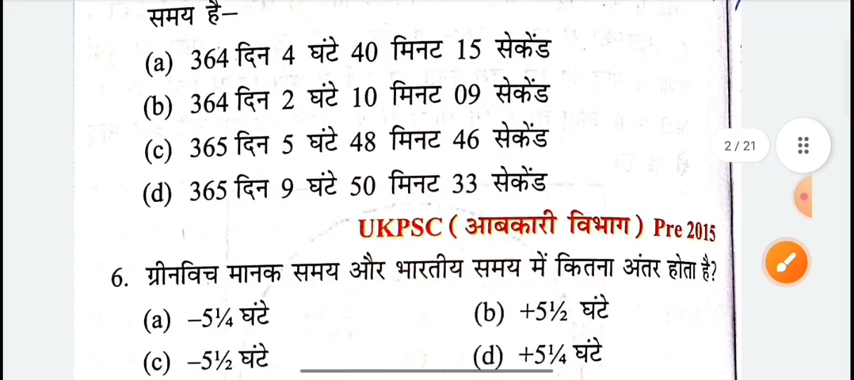 समय है–
(a) 364 दिन 4 घंटे 40 मिनट 15 सेकेंड
(b) 364 दिन 2 घंटे 10 मिनट 09 सेकेंड
(c) 365 दिन 5 घंटे 48 मिनट 46 सेकेंड
2 / 21
(d) 365 दिन 9 घंटे 50 मिनट 33 सेकेंड
UKPSC ( आबकारी विभाग ) Pre 2015
6. ग्रीनविच मानक समय और भारतीय समय में कितना अंतर होता है?
(a) –5¼ घंटे (b) +5½ घंटे
(c) –5½ घंटे (d) +5¼ घंटे